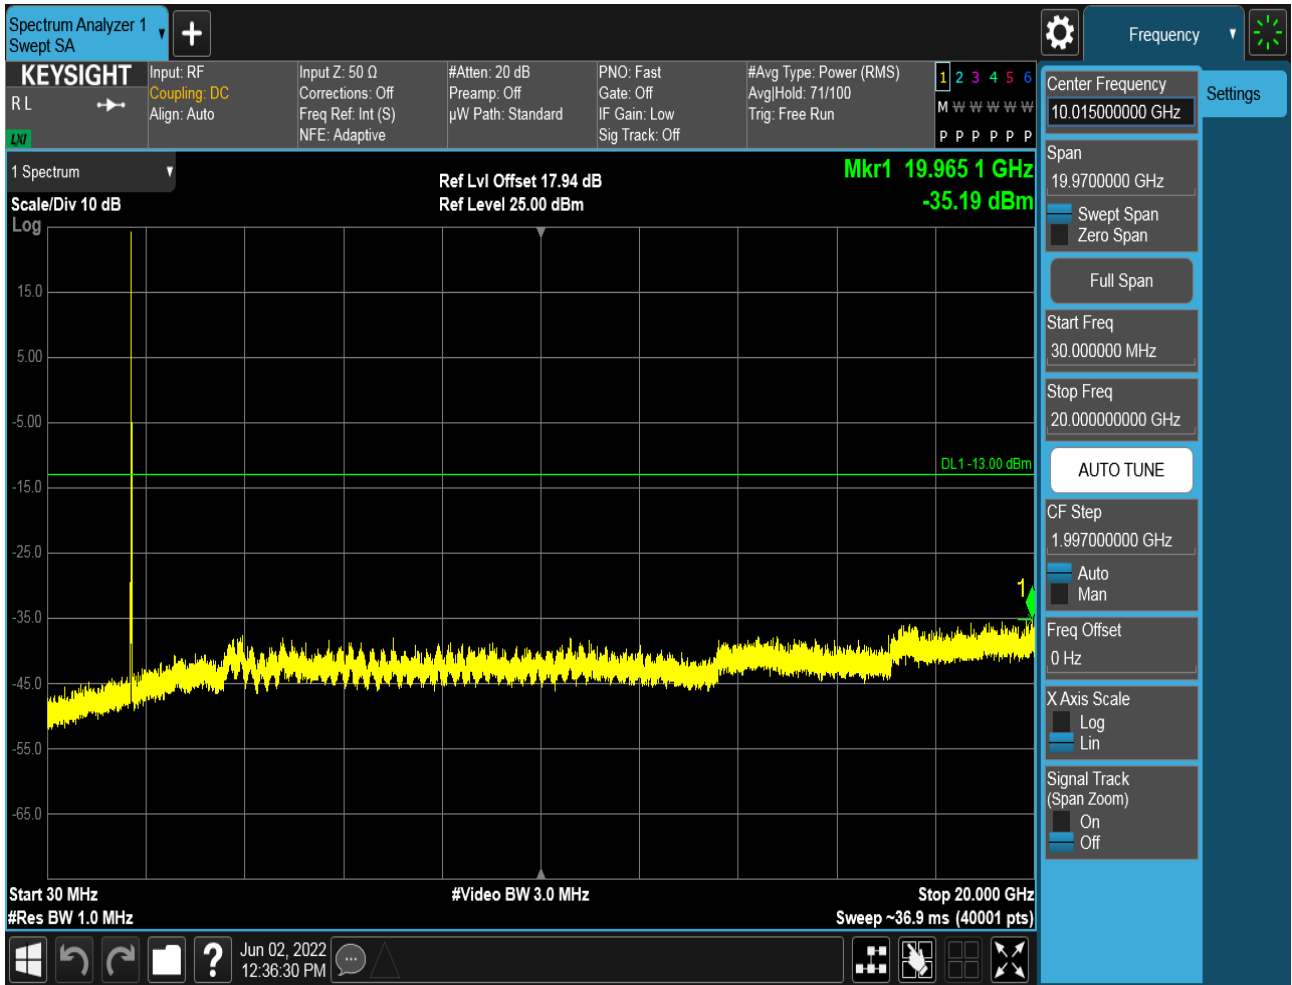 Spectrum Analyzer 1
Swept SA
Frequency
KEYSIGHT
R L
LXI
Input: RF
Coupling: DC
Align: Auto
Input Z: 50 Ω
Corrections: Off
Freq Ref: Int (S)
NFE: Adaptive
#Atten: 20 dB
Preamp: Off
µW Path: Standard
PNO: Fast
Gate: Off
IF Gain: Low
Sig Track: Off
#Avg Type: Power (RMS)
Avg|Hold: 71/100
Trig: Free Run
1 2 3 4 5 6
M W W W W W
P P P P P P
1 Spectrum
Scale/Div 10 dB
Log
Ref Lvl Offset 17.94 dB
Ref Level 25.00 dBm
Mkr1 19.965 1 GHz
-35.19 dBm
15.0
5.00
-5.00
-15.0
-25.0
-35.0
-45.0
-55.0
-65.0
DL1 -13.00 dBm
1
Start 30 MHz
#Res BW 1.0 MHz
#Video BW 3.0 MHz
Stop 20.000 GHz
Sweep ~36.9 ms (40001 pts)
Jun 02, 2022
12:36:30 PM
Center Frequency
10.015000000 GHz
Settings
Span
19.9700000 GHz
Swept Span
Zero Span
Full Span
Start Freq
30.000000 MHz
Stop Freq
20.000000000 GHz
AUTO TUNE
CF Step
1.997000000 GHz
Auto
Man
Freq Offset
0 Hz
X Axis Scale
Log
Lin
Signal Track
(Span Zoom)
On
Off